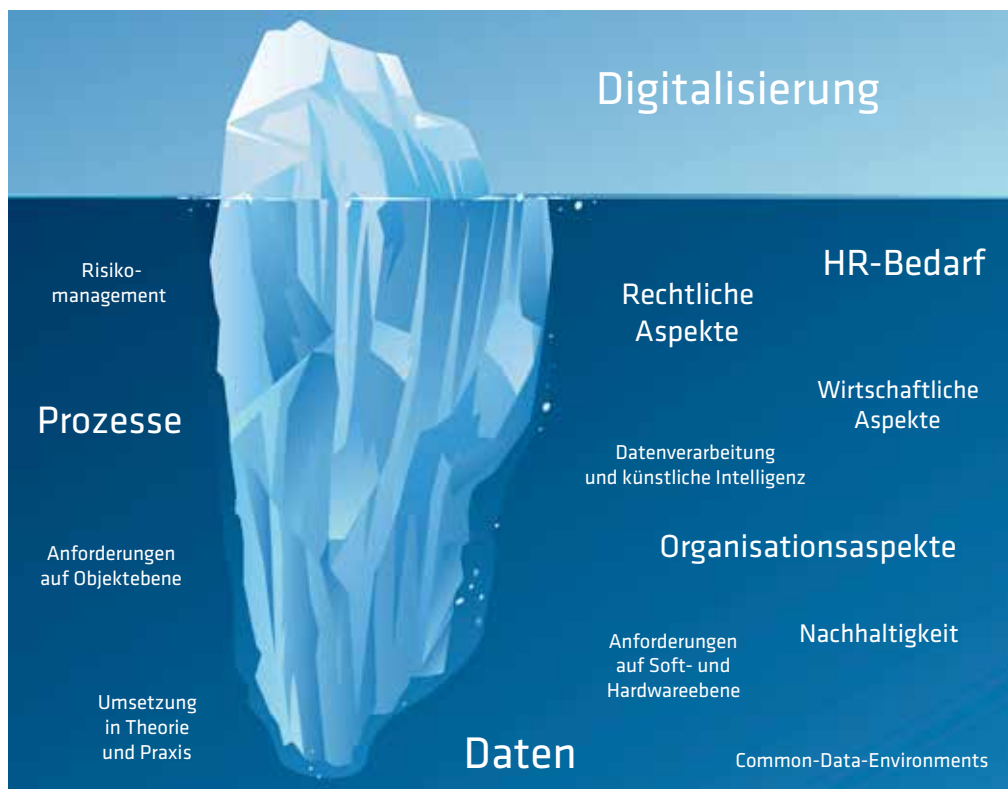 Digitalisierung
HR-Bedarf
Risiko-
management
Rechtliche
Aspekte
Wirtschaftliche
Aspekte
Prozesse
Datenverarbeitung
und künstliche Intelligenz
Organisationsaspekte
Anforderungen
auf Objektebene
Nachhaltigkeit
Anforderungen
auf Soft- und
Hardwareebene
Umsetzung
in Theorie
und Praxis
Daten
Common-Data-Environments